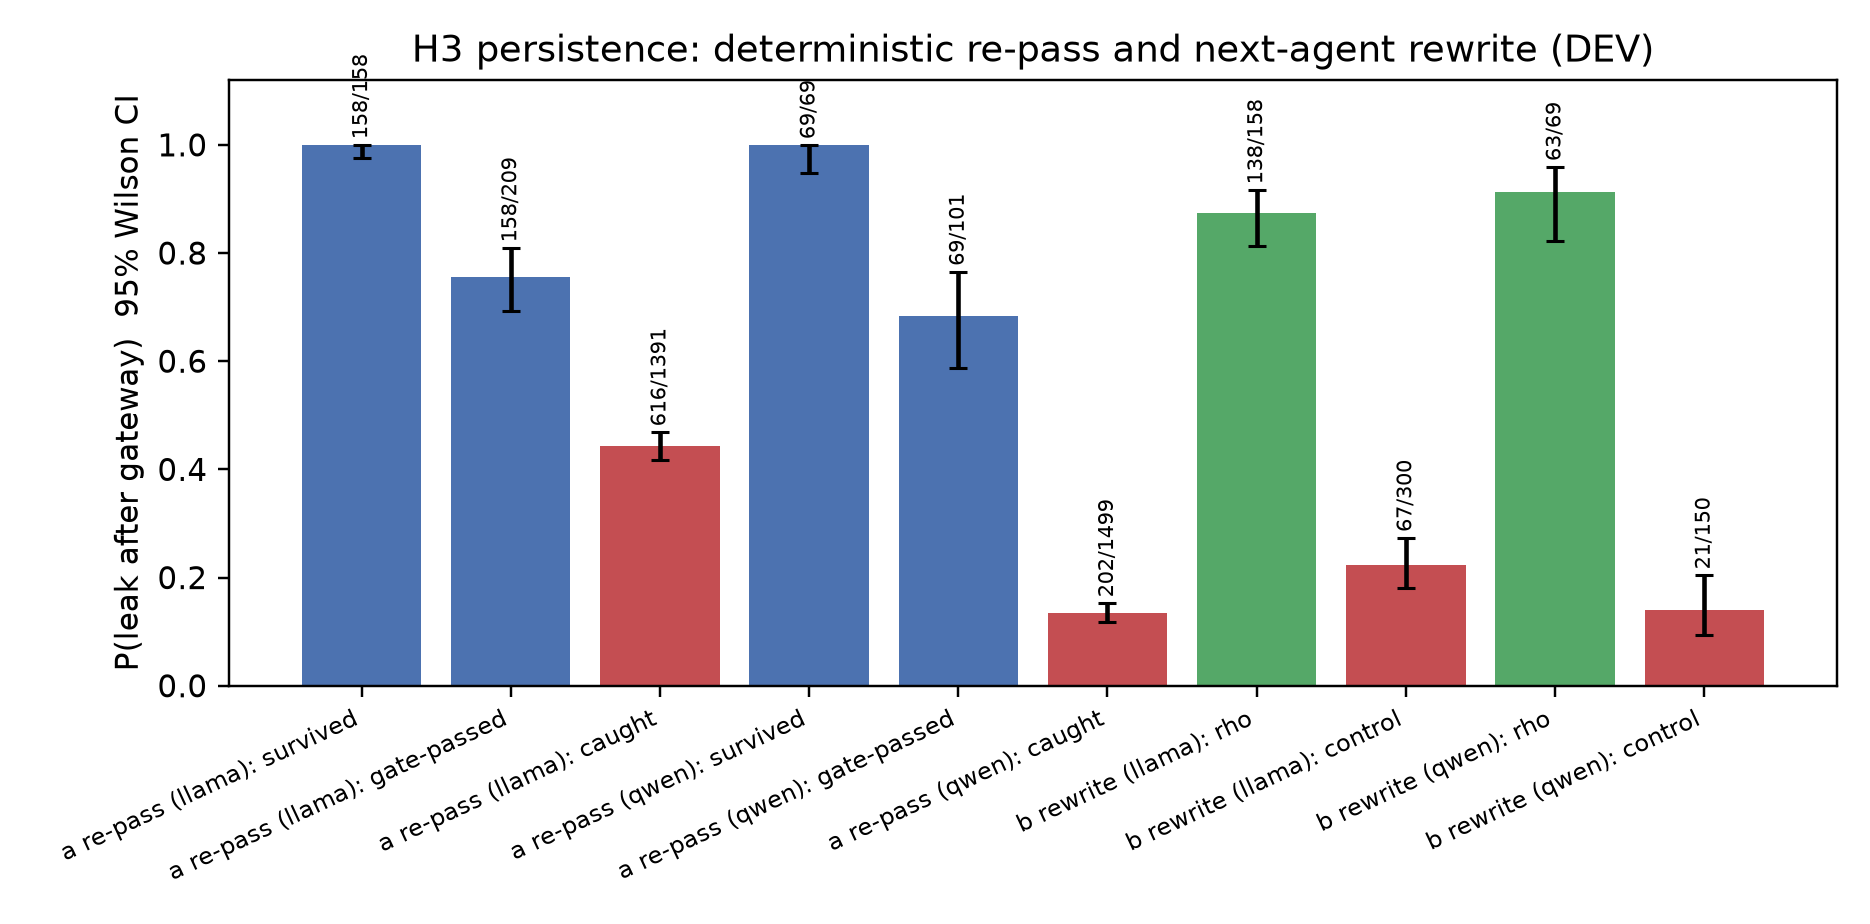 H3 persistence: deterministic re-pass and next-agent rewrite (DEV)
P(leak after gateway)  95% Wilson CI
1.0
0.8
0.6
0.4
0.2
0.0
158/158
158/209
616/1391
69/69
69/101
202/1499
138/158
67/300
63/69
21/150
a re-pass (llama): survived
a re-pass (llama): gate-passed
a re-pass (llama): caught
a re-pass (qwen): survived
a re-pass (qwen): gate-passed
a re-pass (qwen): caught
b rewrite (llama): rho
b rewrite (llama): control
b rewrite (qwen): rho
b rewrite (qwen): control